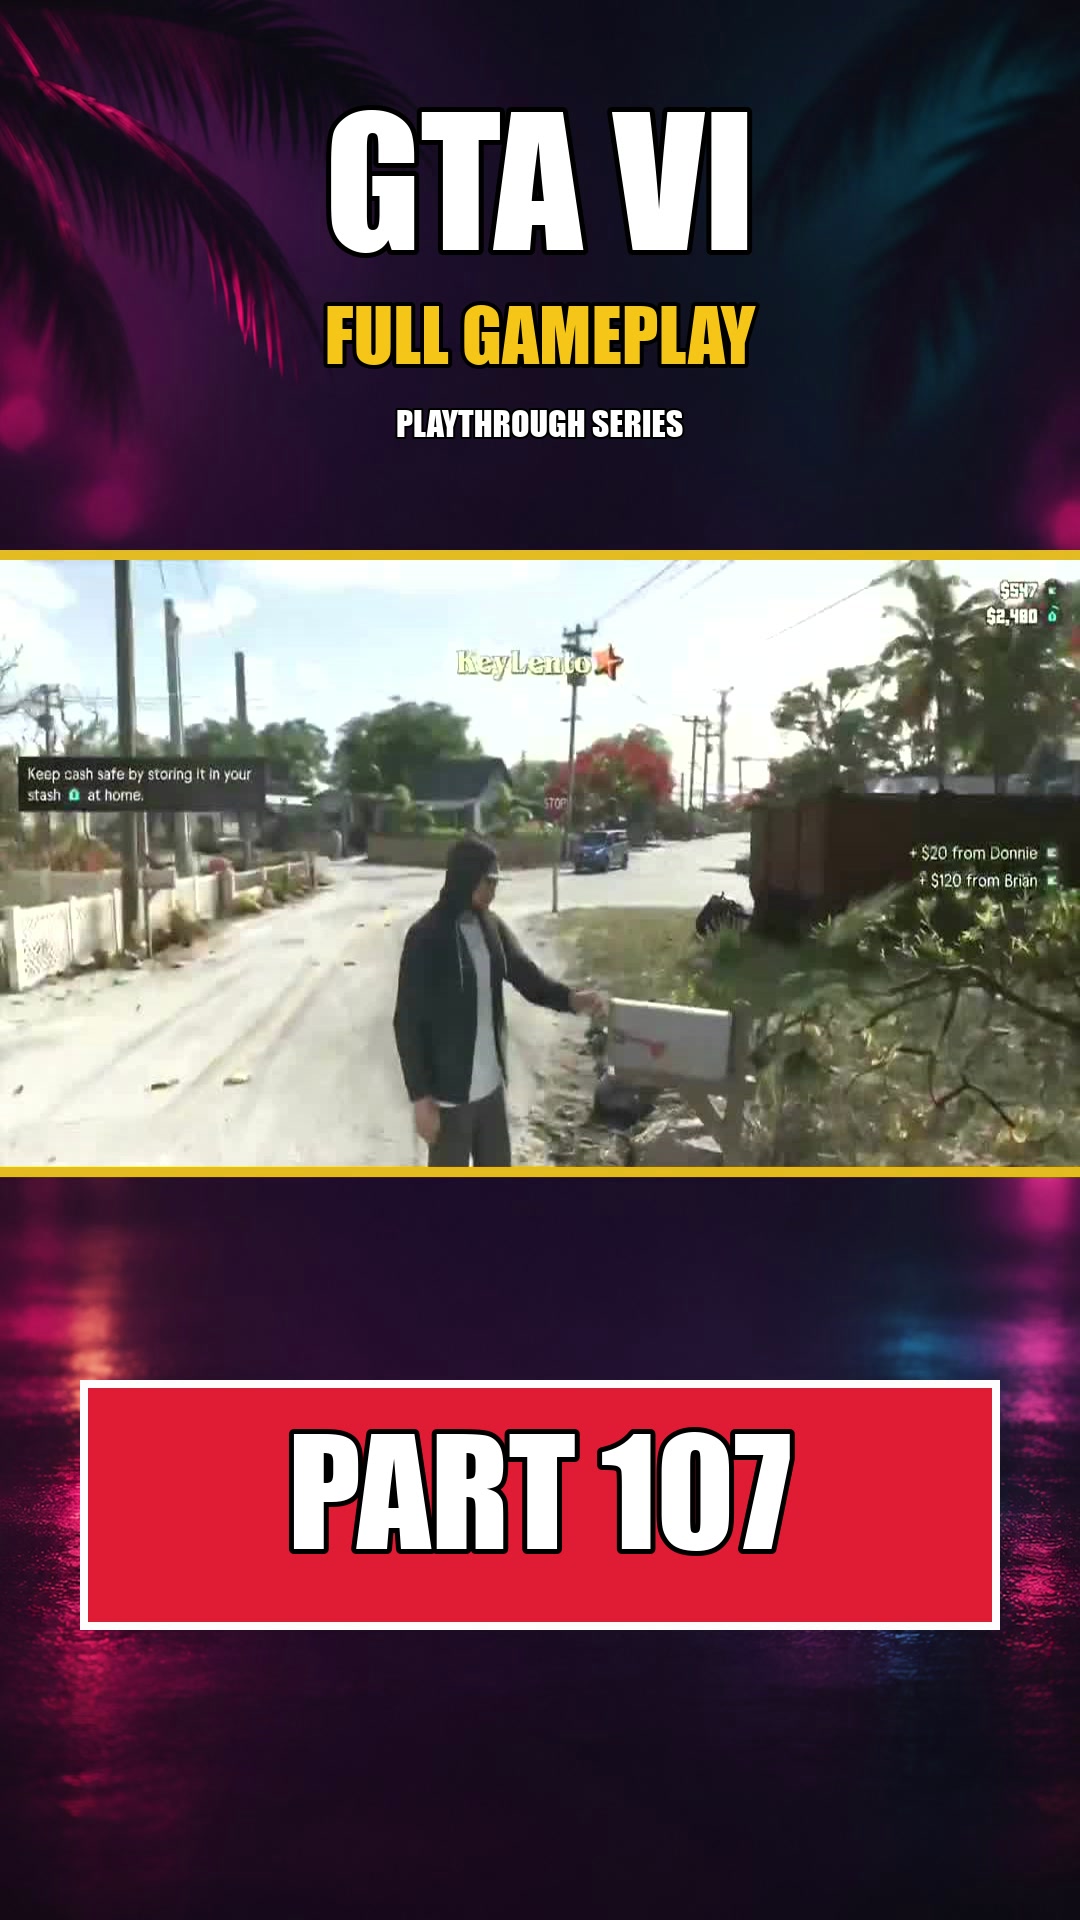 GTA VI
FULL GAMEPLAY
PLAYTHROUGH SERIES
$547
$2,480
KeyLento
Keep cash safe by storing it in your
stash at home.
STOP
+ $20 from Donnie
+ $120 from Brian
PART 107